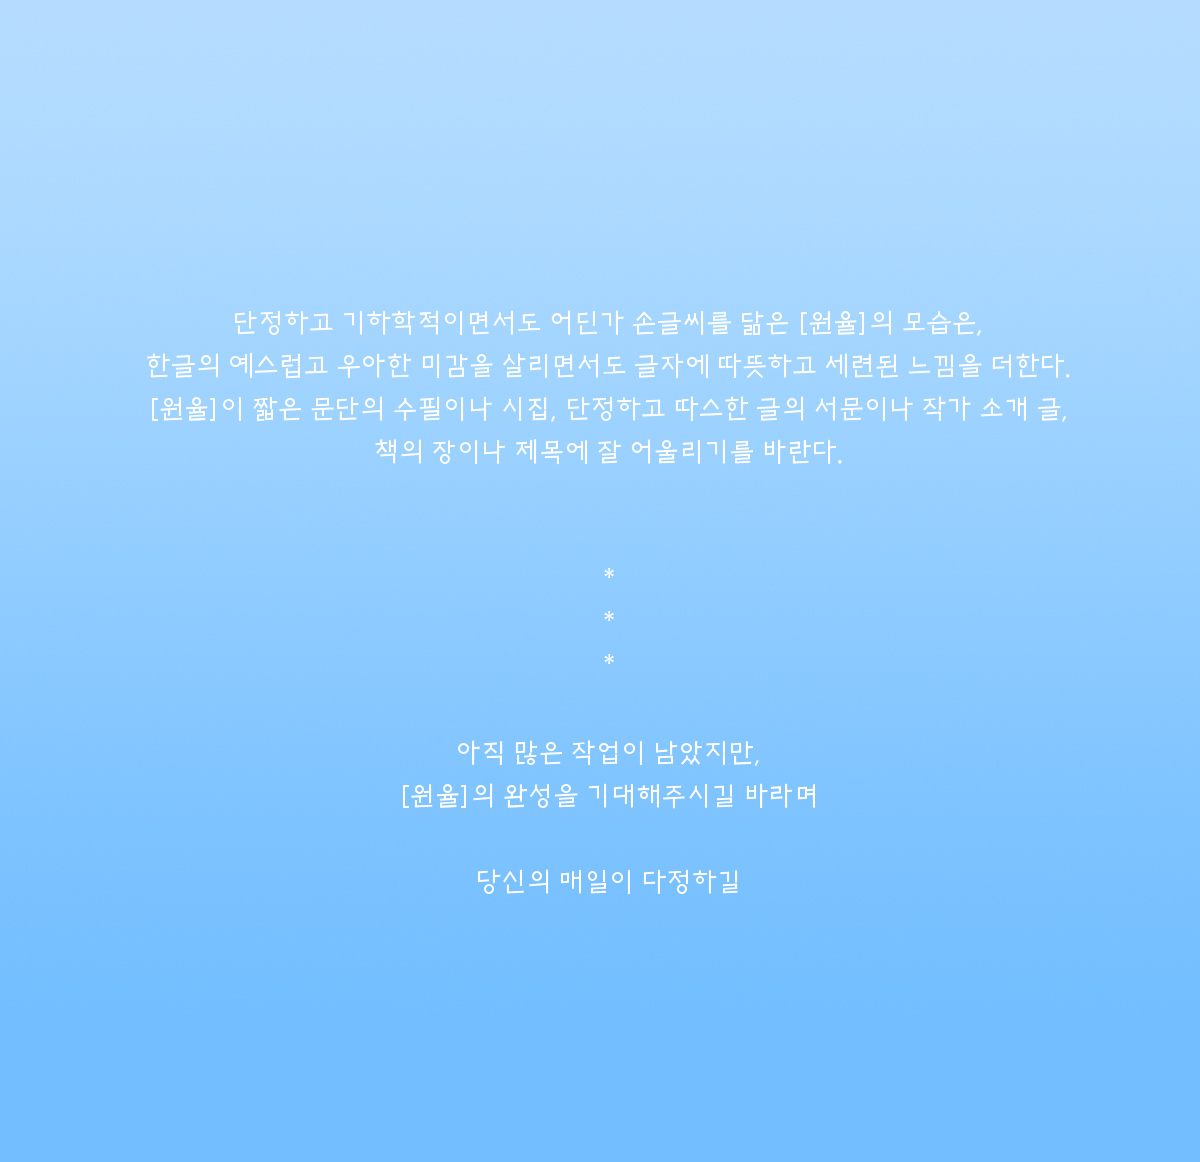 단정하고 기하학적이면서도 어딘가 손글씨를 닮은 [원율]의 모습은,
한글의 예스럽고 우아한 미감을 살리면서도 글자에 따뜻하고 세련된 느낌을 더한다.
[원율]이 짧은 문단의 수필이나 시집, 단정하고 따스한 글의 서문이나 작가 소개 글,
책의 장이나 제목에 잘 어울리기를 바란다.
*
*
*
아직 많은 작업이 남았지만,
[원율]의 완성을 기대해주시길 바라며
당신의 매일이 다정하길